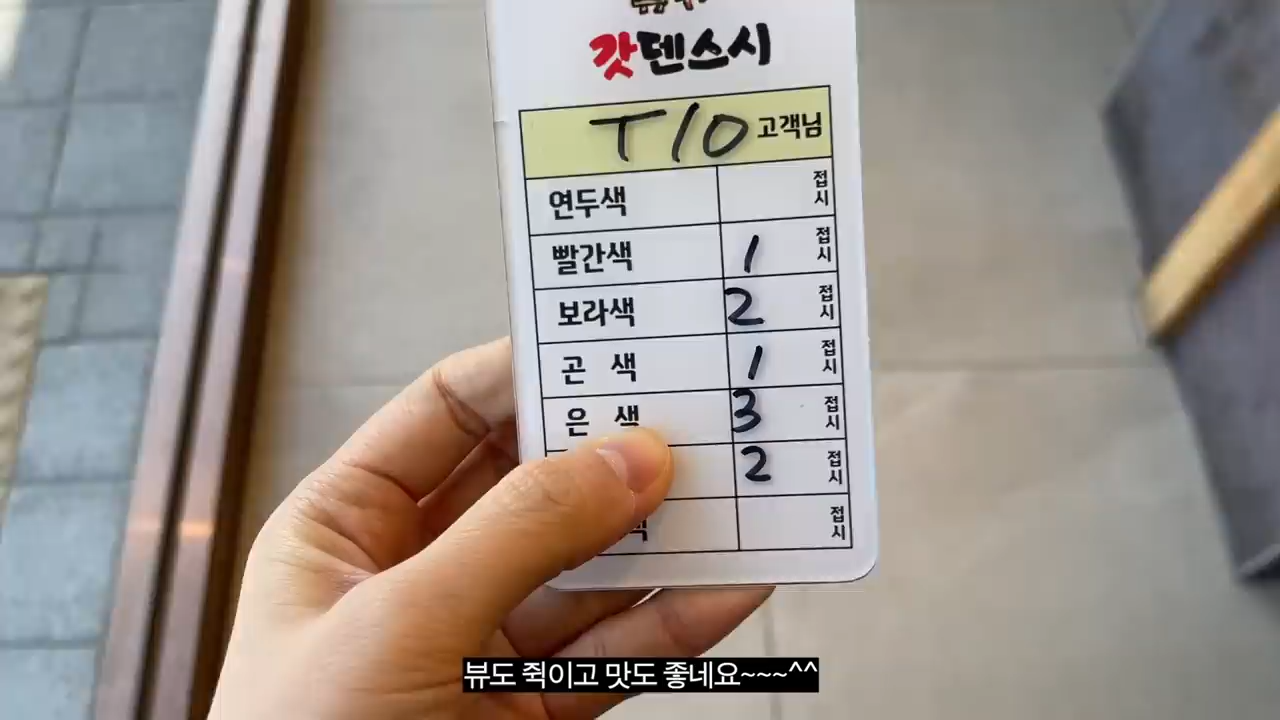 갓덴스시
T10 고객님
연두색 접시
빨간색 1 접시
보라색 2 접시
곤 색 1 접시
은 색 3 접시
2 접시
접시
뷰도 쥑이고 맛도 좋네요~~~^^